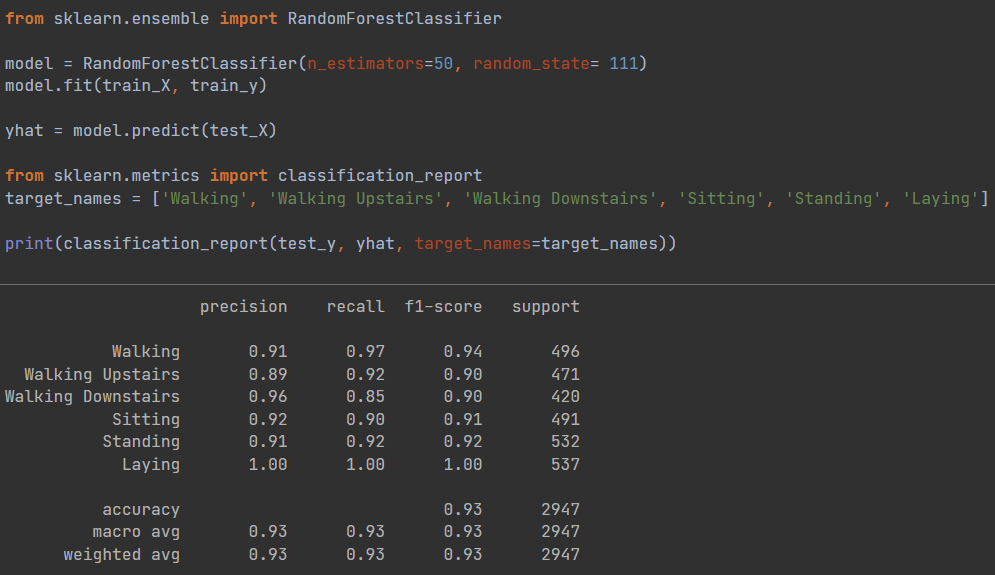 from sklearn.ensemble import RandomForestClassifier
model = RandomForestClassifier(n_estimators=50, random_state= 111)
model.fit(train_X, train_y)
yhat = model.predict(test_X)
from sklearn.metrics import classification_report
target_names = ['Walking', 'Walking Upstairs', 'Walking Downstairs', 'Sitting', 'Standing', 'Laying']
print(classification_report(test_y, yhat, target_names=target_names))
precision recall f1-score support
Walking 0.91 0.97 0.94 496
Walking Upstairs 0.89 0.92 0.90 471
Walking Downstairs 0.96 0.85 0.90 420
Sitting 0.92 0.90 0.91 491
Standing 0.91 0.92 0.92 532
Laying 1.00 1.00 1.00 537
accuracy 0.93 2947
macro avg 0.93 0.93 0.93 2947
weighted avg 0.93 0.93 0.93 2947